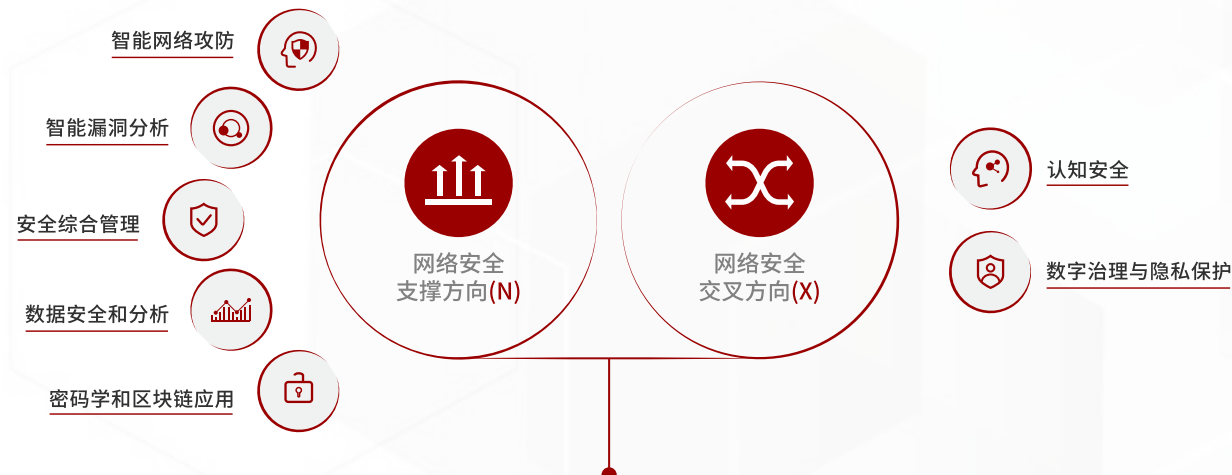 智能网络攻防
智能漏洞分析
安全综合管理
数据安全和分析
密码学和区块链应用
网络安全
支撑方向(N)
网络安全
交叉方向(X)
认知安全
数字治理与隐私保护